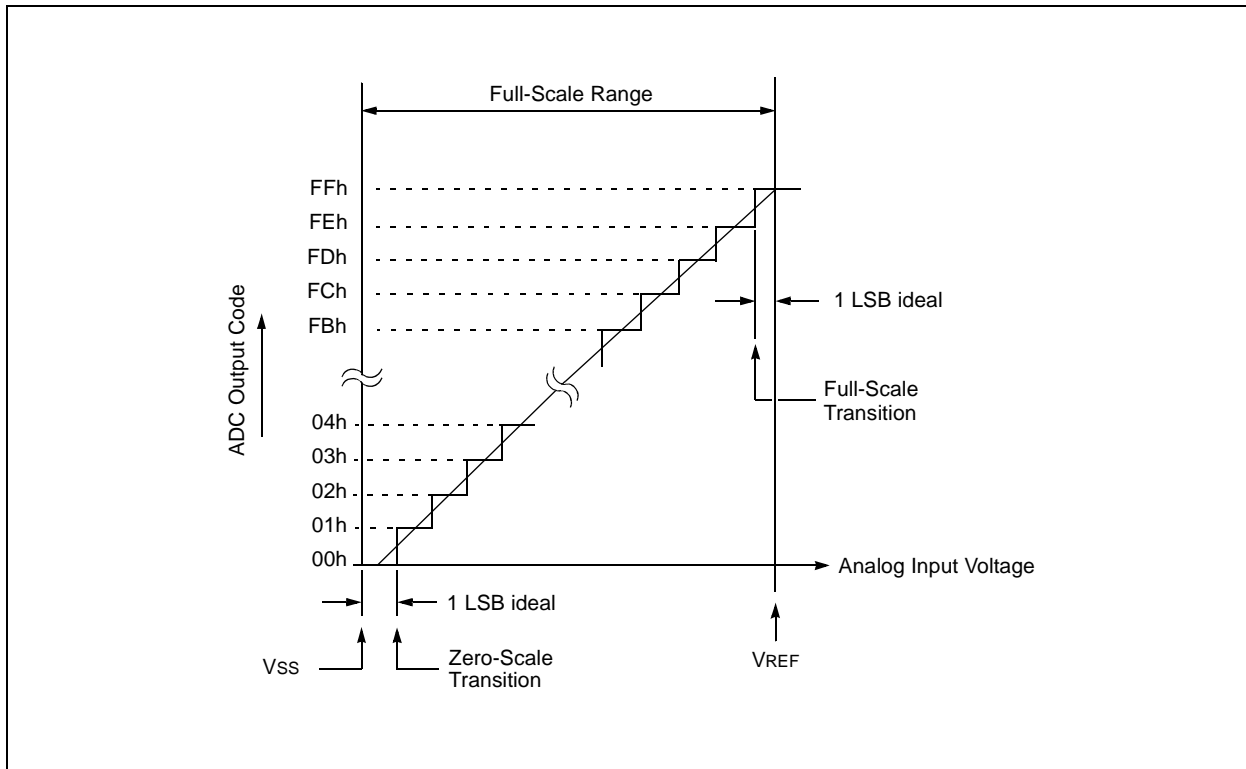 Full-Scale Range
FFh
FEh
FDh
FCh
FBh
1 LSB ideal
ADC Output Code
Full-Scale
Transition
04h
03h
02h
01h
00h
Analog Input Voltage
1 LSB ideal
VSS
Zero-Scale
Transition
VREF